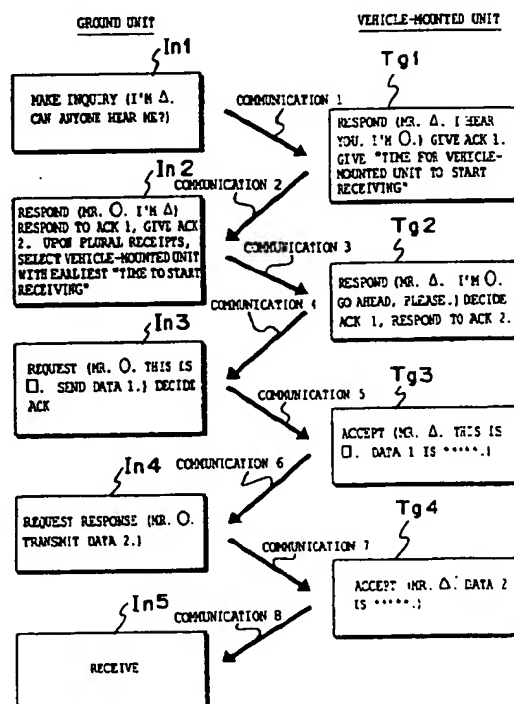 GROUND UNIT
VEHICLE-MOUNTED UNIT
In1
MAKE INQUIRY (I'M Δ.
CAN ANYONE HEAR ME?)
COMMUNICATION 1
Tg1
RESPOND (MR. Δ. I HEAR
YOU. I'M O.) GIVE ACK 1.
GIVE "TIME FOR VEHICLE-
MOUNTED UNIT TO START
RECEIVING"
COMMUNICATION 2
In2
RESPOND (MR. O. I'M Δ)
RESPOND TO ACK 1, GIVE ACK
2. UPON PLURAL RECEIPTS,
SELECT VEHICLE-MOUNTED UNIT
WITH EARLIEST "TIME TO START
RECEIVING"
COMMUNICATION 3
Tg2
RESPOND (MR. Δ. I'M O.
GO AHEAD, PLEASE.) DECIDE
ACK 1, RESPOND TO ACK 2.
COMMUNICATION 4
In3
REQUEST (MR. O. THIS IS
□. SEND DATA 1.) DECIDE
ACK
COMMUNICATION 5
Tg3
ACCEPT (MR. Δ. THIS IS
□. DATA 1 IS *****.)
COMMUNICATION 6
In4
REQUEST RESPONSE (MR. O.
TRANSMIT DATA 2.)
COMMUNICATION 7
Tg4
ACCEPT (MR. Δ. DATA 2
IS *****.)
COMMUNICATION 8
In5
RECEIVE